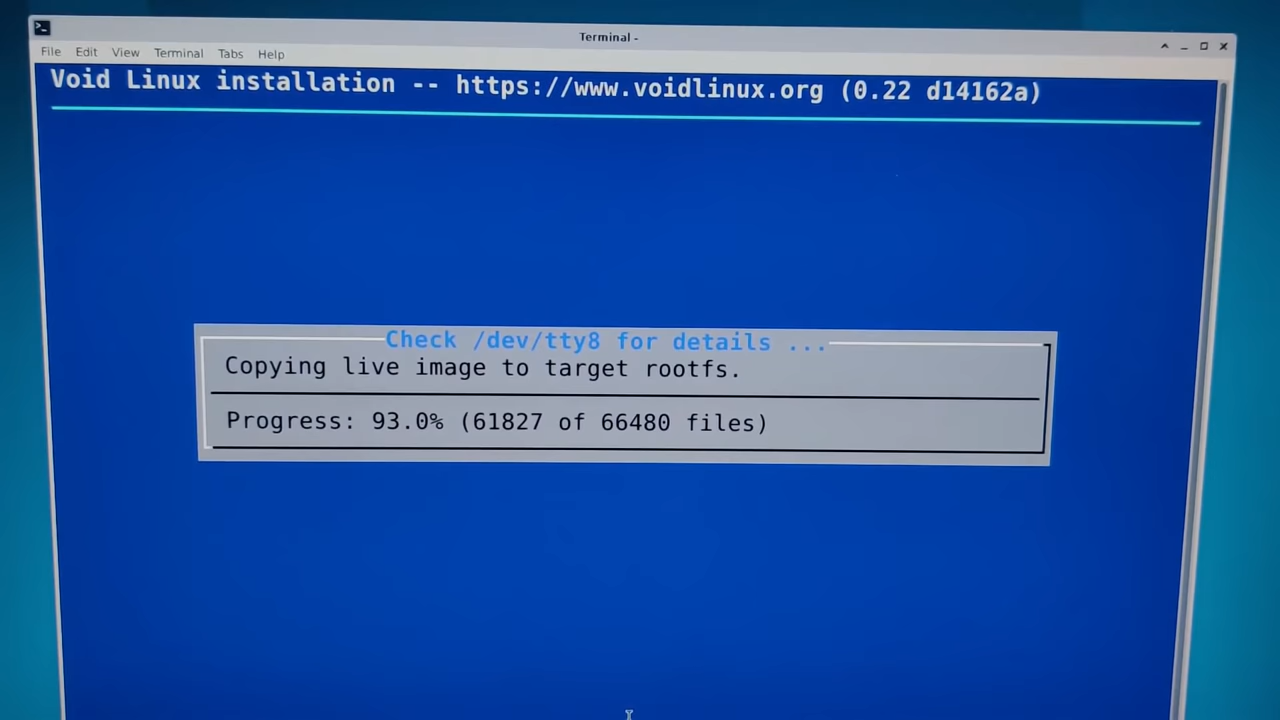 Terminal -
File Edit View Terminal Tabs Help
Void Linux installation -- https://www.voidlinux.org (0.22 d14162a)
Check /dev/tty8 for details ...
Copying live image to target rootfs.
Progress: 93.0% (61827 of 66480 files)